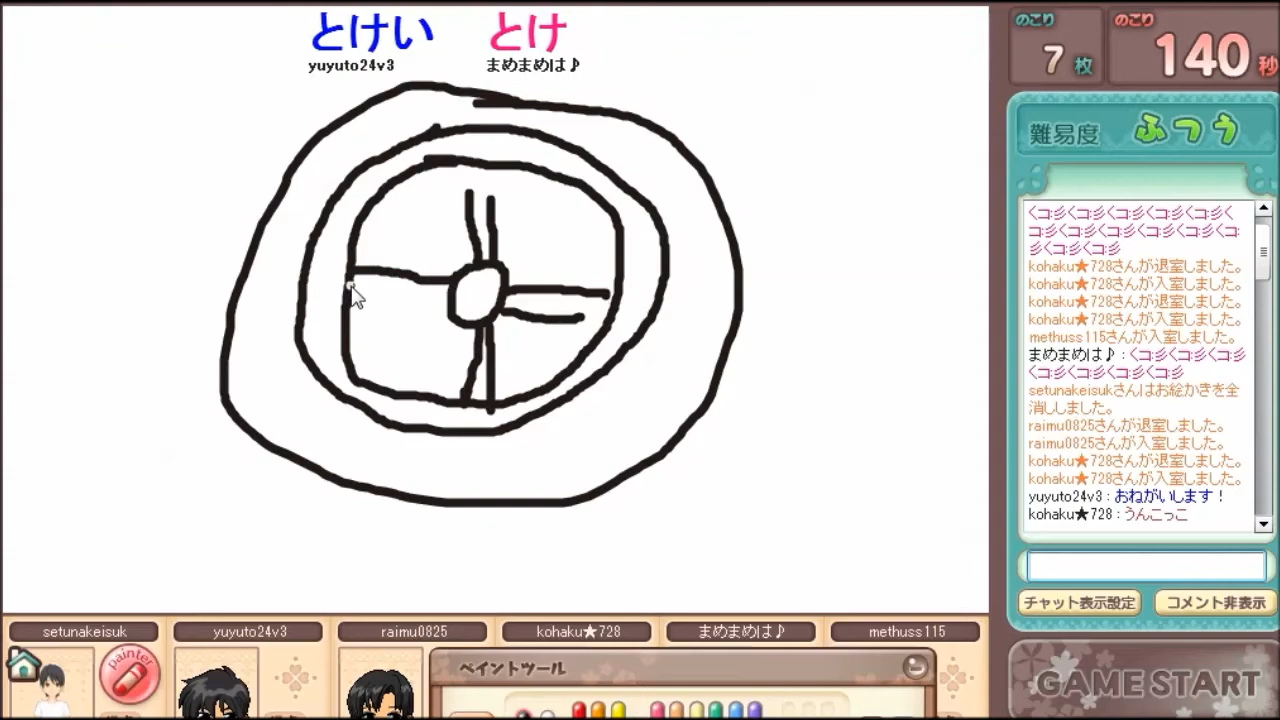 とけい
とけ
yuyuto24v3
まめまめは♪
のこり
7枚
のこり
140秒
難易度 ふつう
くコ:彡くコ:彡くコ:彡くコ:彡くコ:彡く
コ:彡くコ:彡くコ:彡くコ:彡くコ:彡くコ:
彡くコ:彡くコ:彡
kohaku★728さんが退室しました。
kohaku★728さんが入室しました。
kohaku★728さんが退室しました。
kohaku★728さんが入室しました。
methuss115さんが入室しました。
まめまめは♪:くコ:彡くコ:彡くコ:彡
くコ:彡くコ:彡くコ:彡くコ:彡
setunakeisukさんはお絵かきを全
消ししました。
raimu0825さんが退室しました。
raimu0825さんが入室しました。
kohaku★728さんが退室しました。
kohaku★728さんが入室しました。
yuyuto24v3:おねがいします!
kohaku★728:うんこっこ
チャット表示設定
コメント非表示
setunakeisuk
yuyuto24v3
raimu0825
kohaku★728
まめまめは♪
methuss115
painter
ペイントツール
GAME START